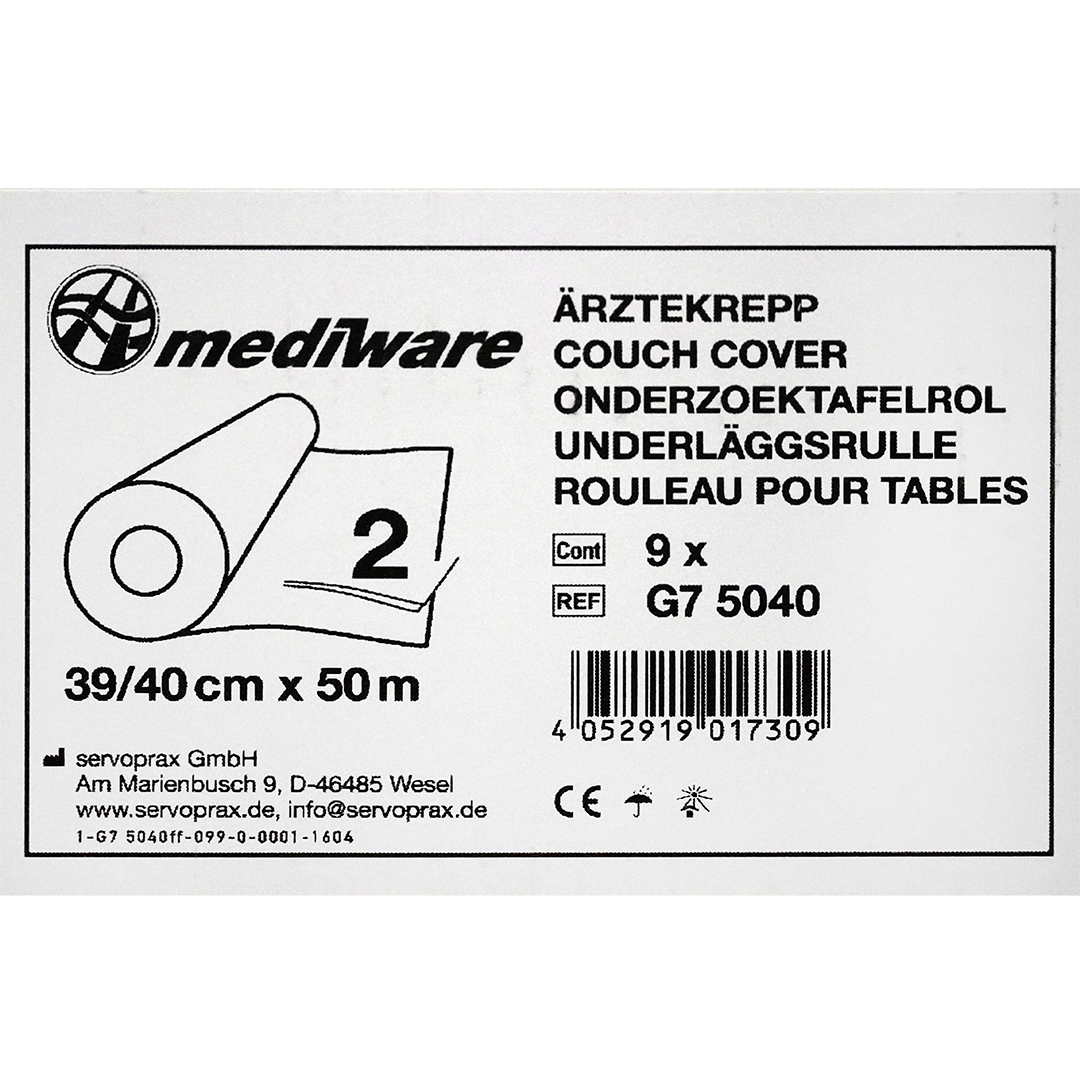 mediware
ÄRZTEKREPP
COUCH COVER
ONDERZOEKTAFELROL
UNDERLÄGGSRULLE
ROULEAU POUR TABLES
2
39/40 cm x 50 m
Cont 9 x
REF G7 5040
4 052919 017309
servoprax GmbH
Am Marienbusch 9, D-46485 Wesel
www.servoprax.de, info@servoprax.de
1-G7 5040ff-099-0-0001-1604
CE